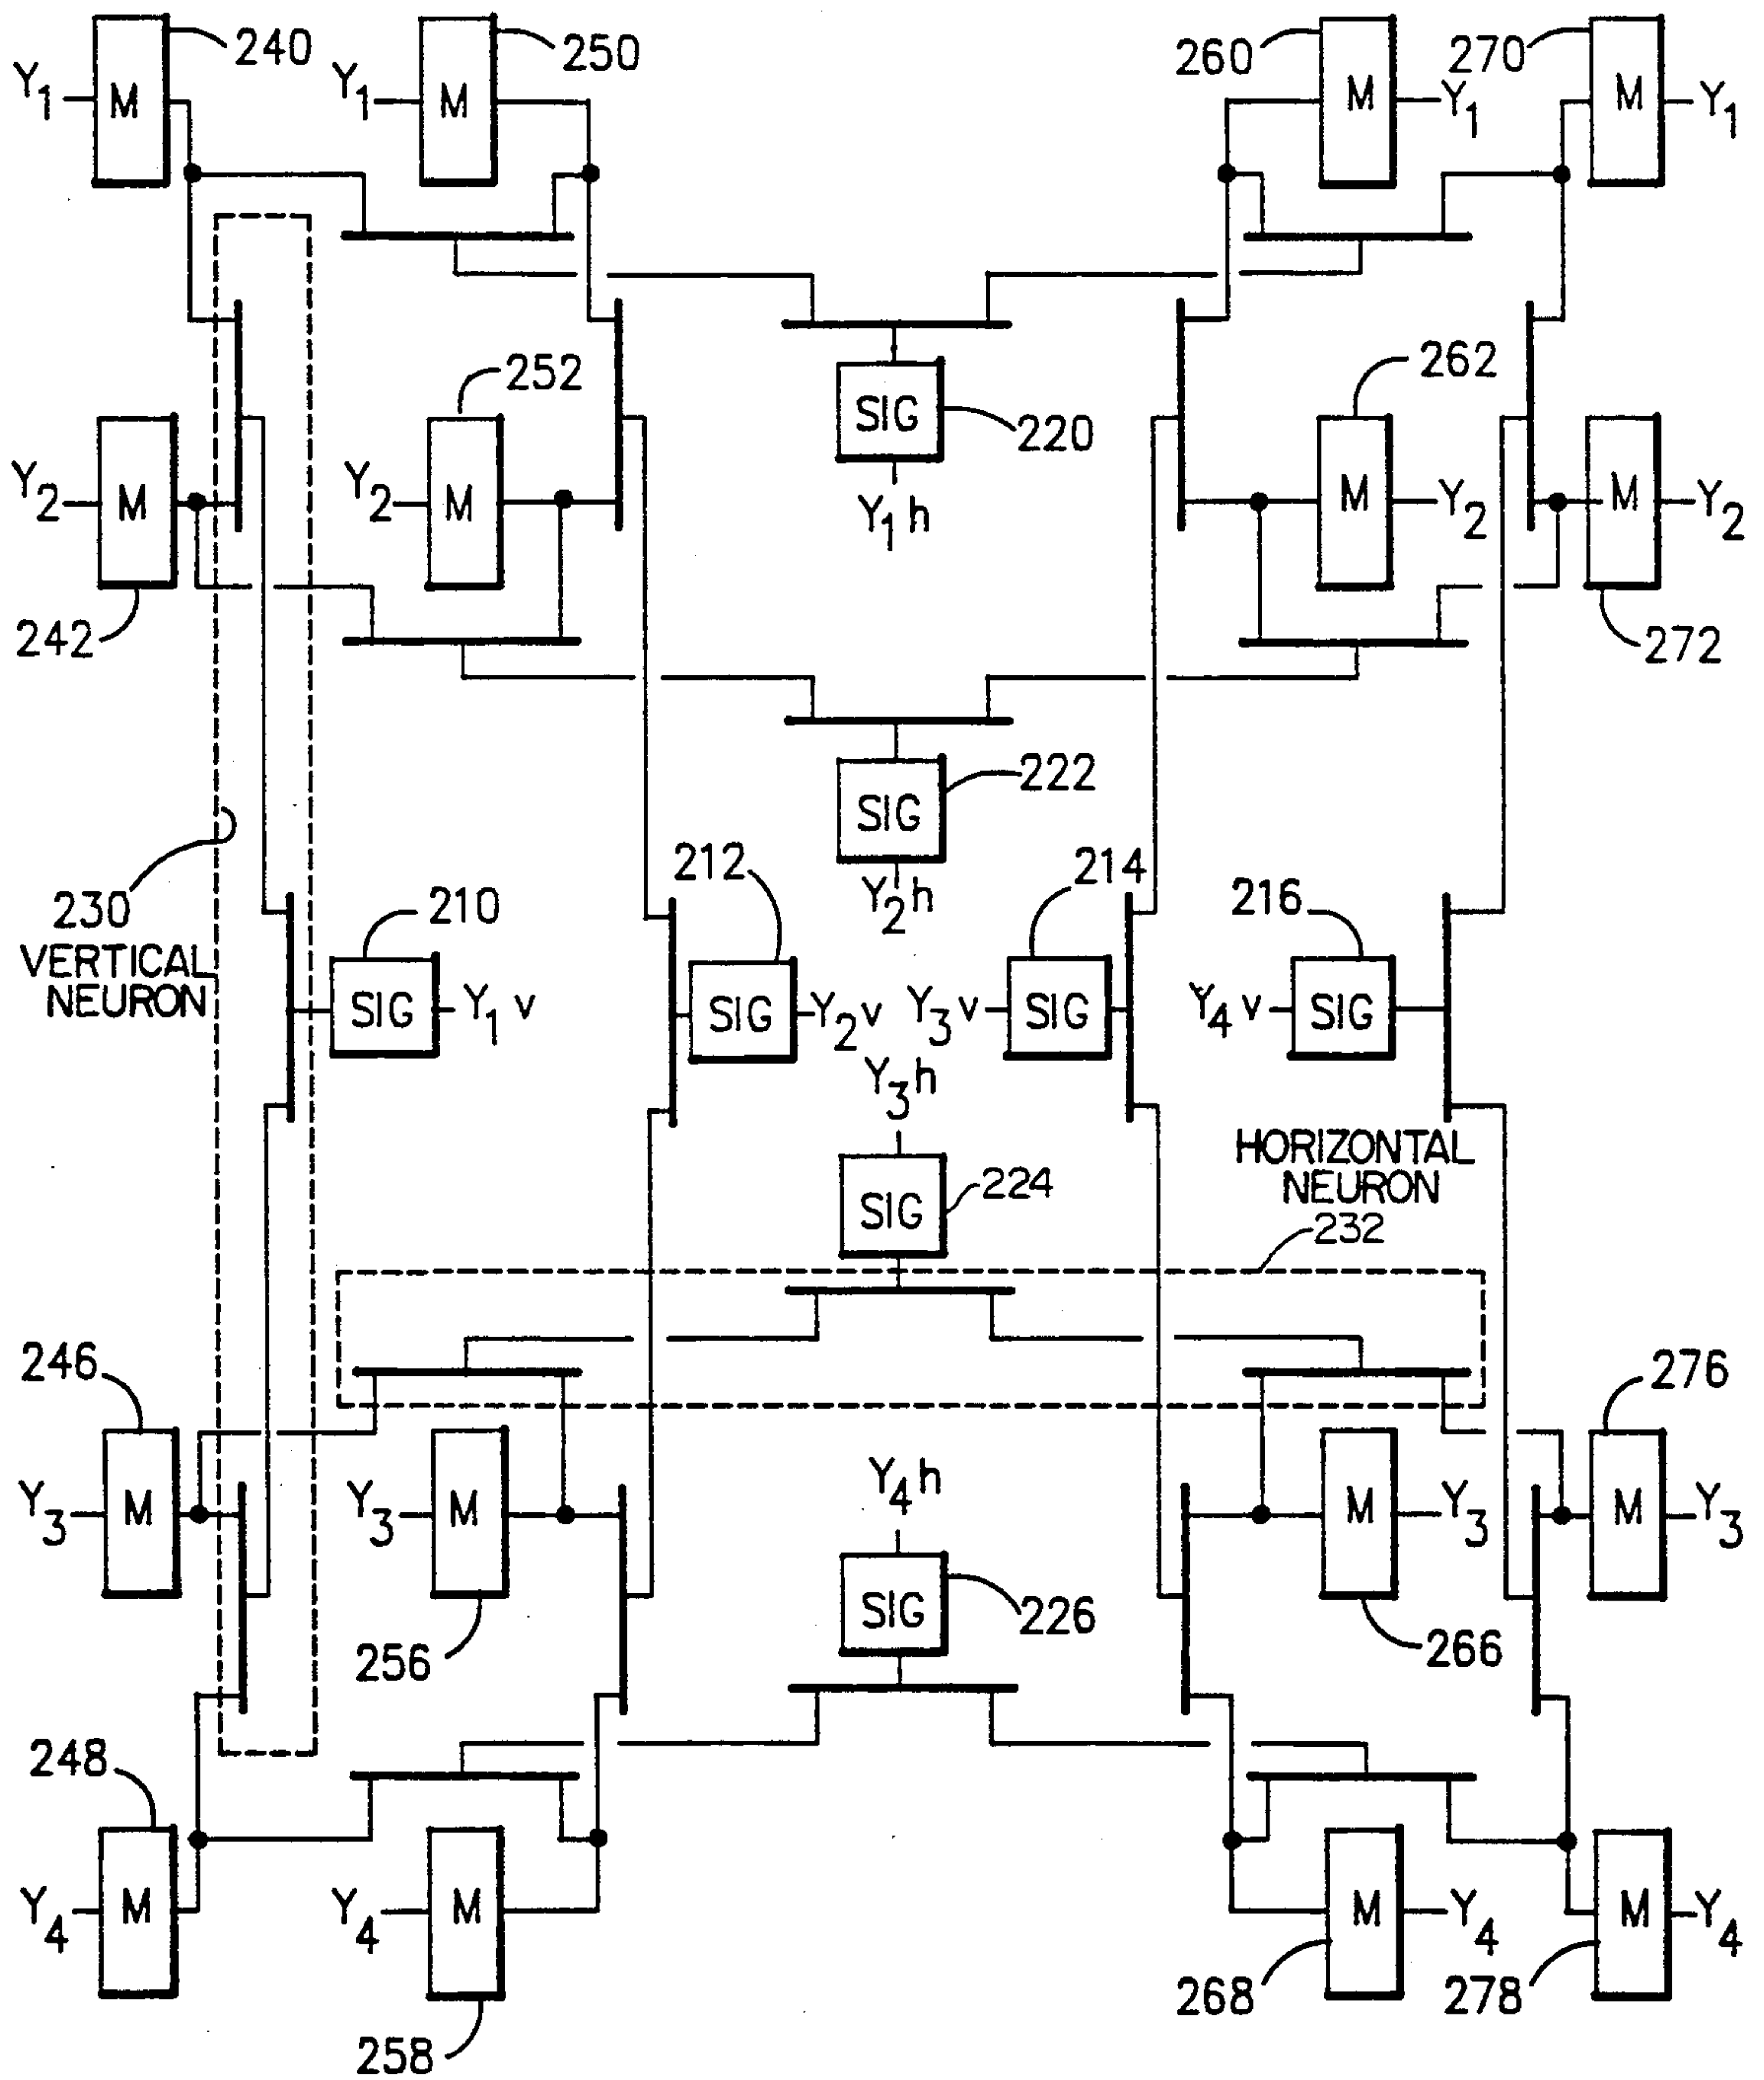 240 250 260 270
Y1 M Y1 M M Y1 M Y1
252 262
SIG
220
Y2 M Y2 M M Y2 M Y2
Y1h
242 272
222
SIG
Y2h
212 214
230 210 216
VERTICAL
NEURON
SIG Y1v SIG Y2v Y3v SIG Y4v SIG
Y3h
HORIZONTAL
NEURON
SIG 224
232
246 276
Y4h
Y3 M Y3 M M Y3 M Y3
SIG 226
256 266
248
Y4 M Y4 M M Y4 M Y4
268 278
258